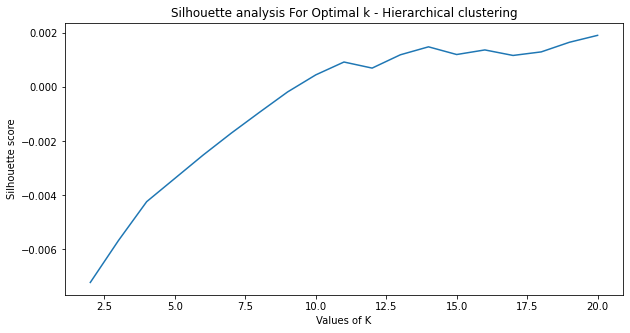 Silhouette analysis For Optimal k - Hierarchical clustering
0.002
0.000
−0.002
−0.004
−0.006
Silhouette score
2.5 5.0 7.5 10.0 12.5 15.0 17.5 20.0
Values of K